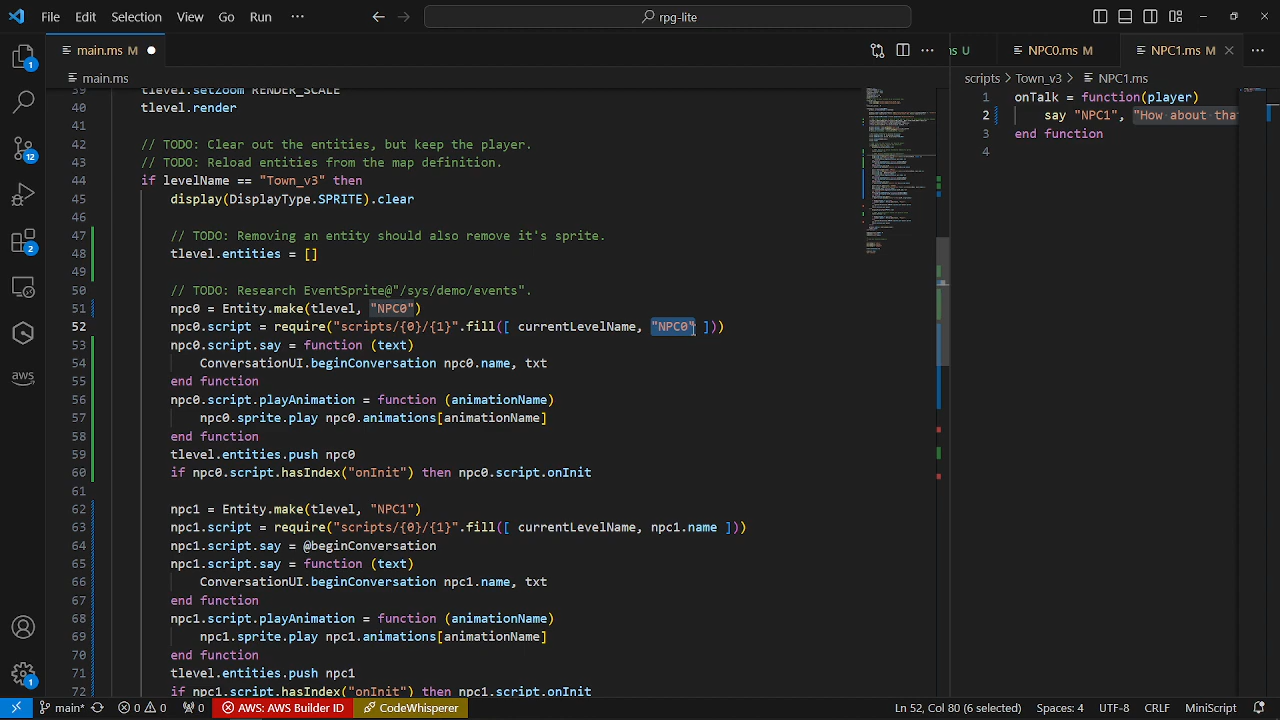 File Edit Selection View Go Run ··· rpg-lite
main.ms M
main.ms
39 tlevel.setZoom RENDER_SCALE
40 tlevel.render
41
42 // TODO: Clear out the entries, but keep the player.
43 // TODO: Reload entities from the map definition.
44 if levelName == "Town_v3" then
45 display(displayType.SPRITE).clear
46
47 // TODO: Removing an entity should also remove it's sprite.
48 tlevel.entities = []
49
50 // TODO: Research EventSprite@"/sys/demo/events".
51 npc0 = Entity.make(tlevel, "NPC0")
52 npc0.script = require("scripts/{0}/{1}".fill([ currentLevelName, "NPC0" ]))
53 npc0.script.say = function (text)
54 ConversationUI.beginConversation npc0.name, txt
55 end function
56 npc0.script.playAnimation = function (animationName)
57 npc0.sprite.play npc0.animations[animationName]
58 end function
59 tlevel.entities.push npc0
60 if npc0.script.hasIndex("onInit") then npc0.script.onInit
61
62 npc1 = Entity.make(tlevel, "NPC1")
63 npc1.script = require("scripts/{0}/{1}".fill([ currentLevelName, npc1.name ]))
64 npc1.script.say = @beginConversation
65 npc1.script.say = function (text)
66 ConversationUI.beginConversation npc1.name, txt
67 end function
68 npc1.script.playAnimation = function (animationName)
69 npc1.sprite.play npc1.animations[animationName]
70 end function
71 tlevel.entities.push npc1
72 if npc1.script.hasIndex("onInit") then npc1.script.onInit
ms U NPC0.ms M NPC1.ms M
scripts > Town_v3 > NPC1.ms
1 onTalk = function(player)
"NPC1", "How about tha
end function
4
1
12
2
aws
1
main* 0 0 0 AWS: AWS Builder ID CodeWhisperer Ln 52, Col 80 (6 selected) Spaces: 4 UTF-8 CRLF MiniScript